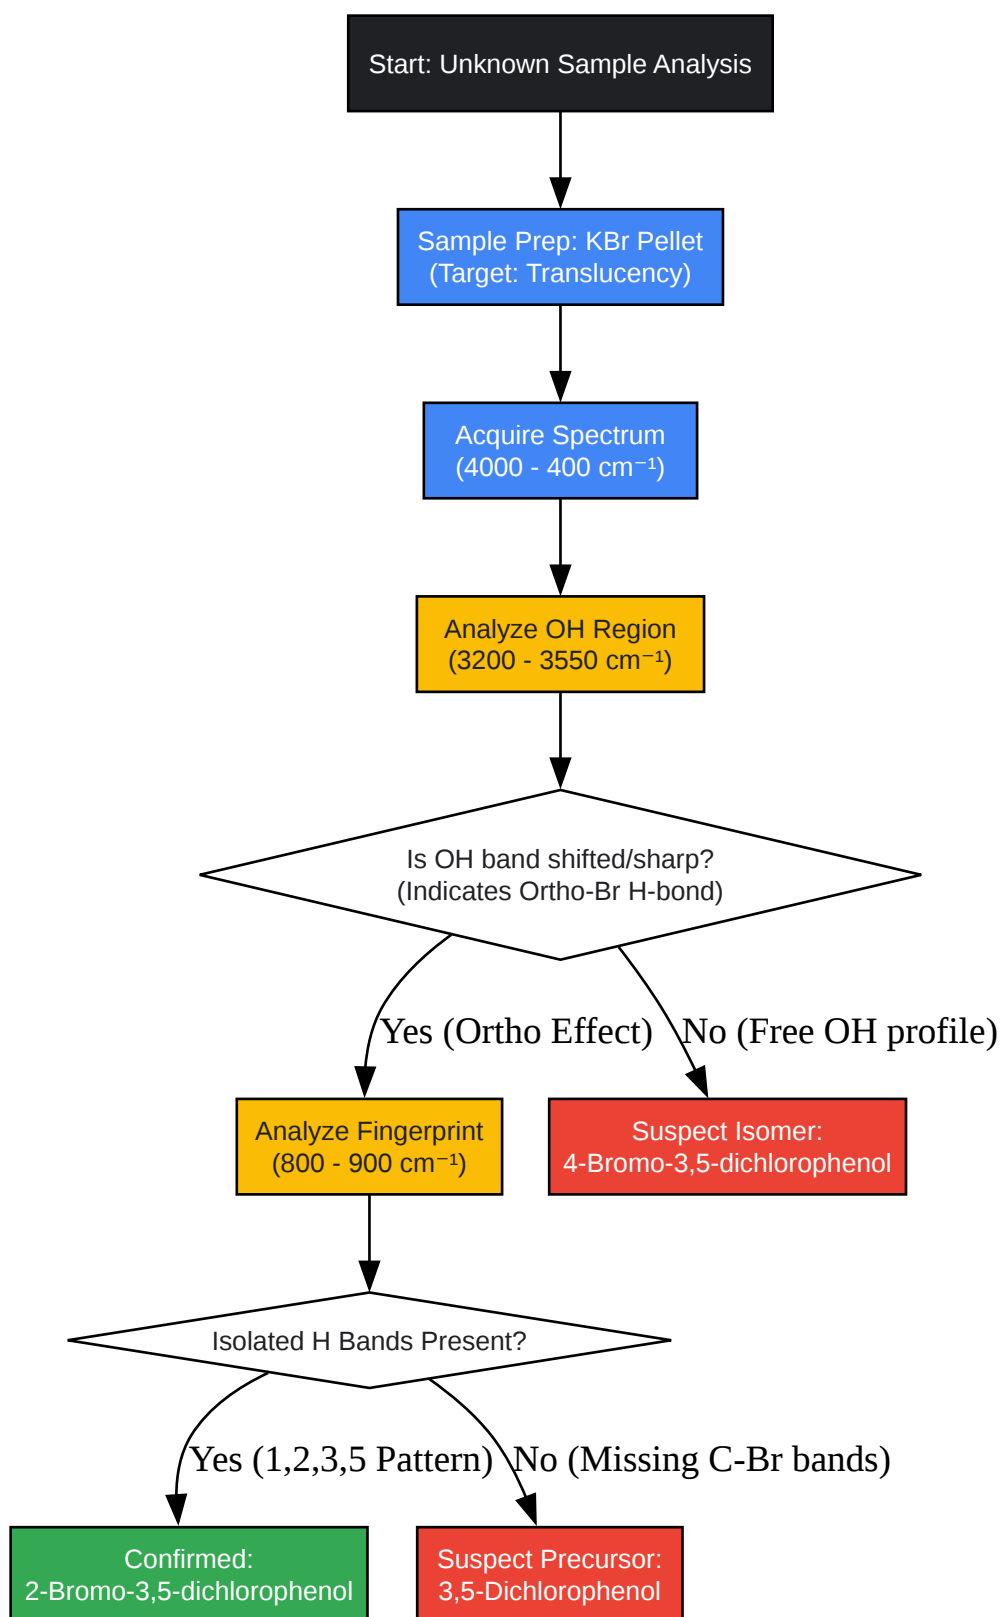 Start: Unknown Sample Analysis
Sample Prep: KBr Pellet
(Target: Translucency)
Acquire Spectrum
(4000 - 400 cm⁻¹)
Analyze OH Region
(3200 - 3550 cm⁻¹)
Is OH band shifted/sharp?
(Indicates Ortho-Br H-bond)
Yes (Ortho Effect)
No (Free OH profile)
Analyze Fingerprint
(800 - 900 cm⁻¹)
Suspect Isomer:
4-Bromo-3,5-dichlorophenol
Isolated H Bands Present?
Yes (1,2,3,5 Pattern)
No (Missing C-Br bands)
Confirmed:
2-Bromo-3,5-dichlorophenol
Suspect Precursor:
3,5-Dichlorophenol